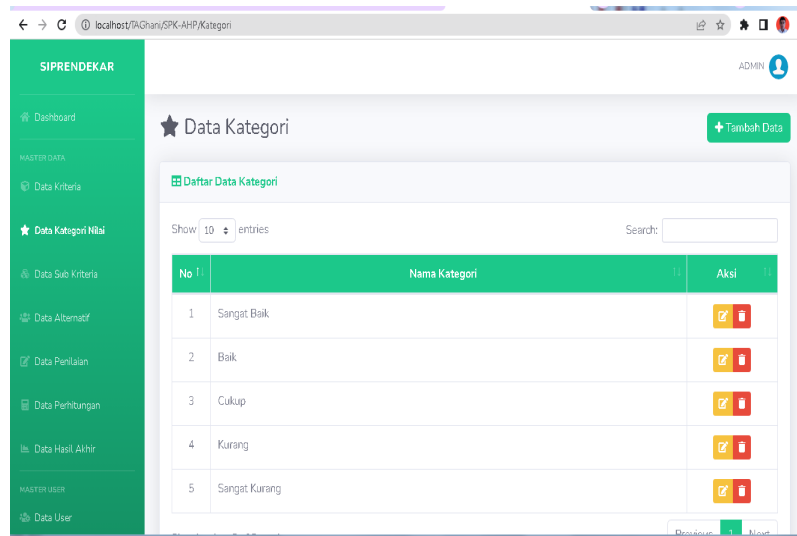 localhost/TAGhani/SPK-AHP/Kategori
SIPRENDEKAR
ADMIN
Dashboard
MASTER DATA
Data Kriteria
Data Kategori Nilai
Data Sub Kriteria
Data Alternatif
Data Penilaian
Data Perhitungan
Data Hasil Akhir
MASTER USER
Data User
Data Kategori
+ Tambah Data
Daftar Data Kategori
Show 10 entries
Search:
No Nama Kategori Aksi
1 Sangat Baik
2 Baik
3 Cukup
4 Kurang
5 Sangat Kurang
Previous 1 Next